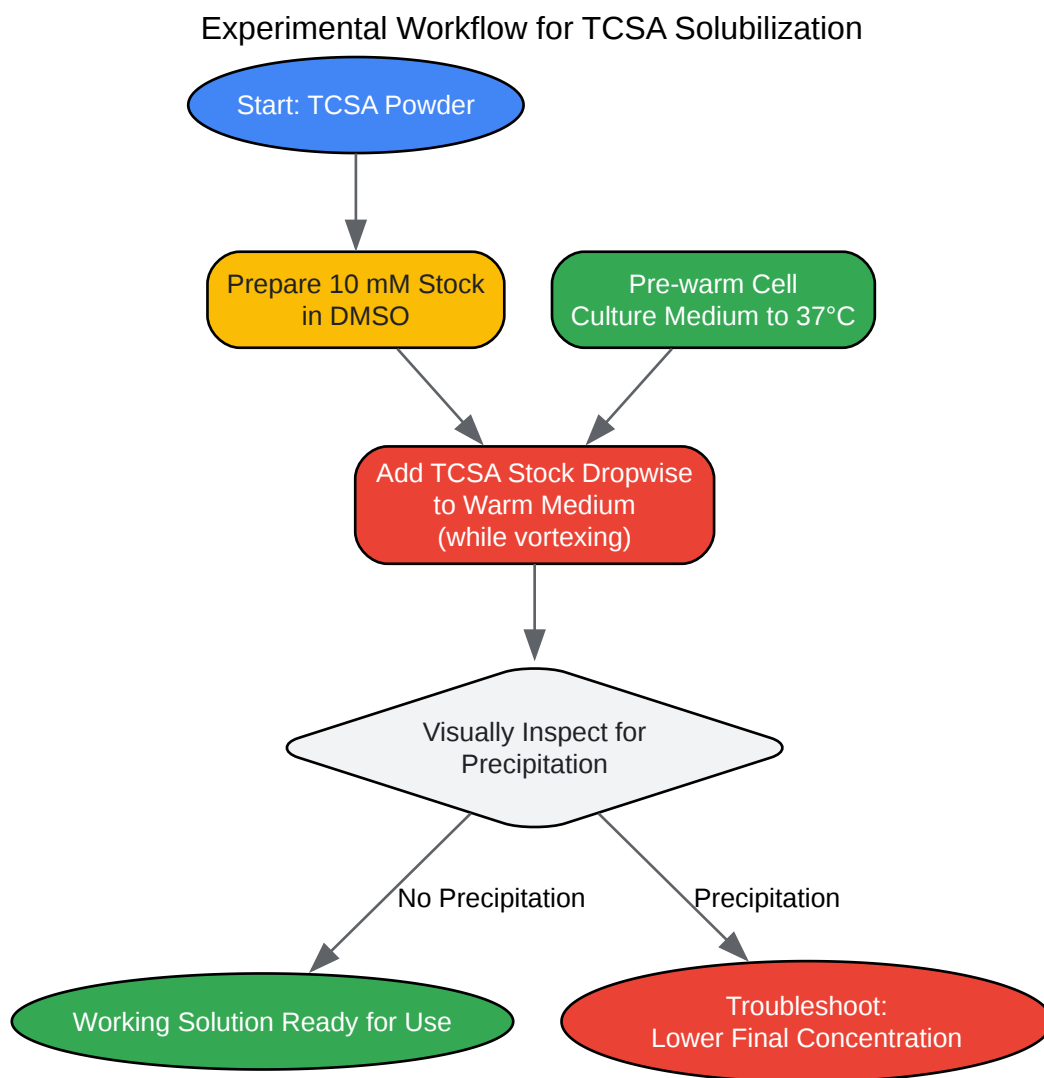 Experimental Workflow for TCSA Solubilization
Start: TCSA Powder
Prepare 10 mM Stock
in DMSO
Pre-warm Cell
Culture Medium to 37°C
Add TCSA Stock Dropwise
to Warm Medium
(while vortexing)
Visually Inspect for
Precipitation
No Precipitation
Precipitation
Working Solution Ready for Use
Troubleshoot:
Lower Final Concentration